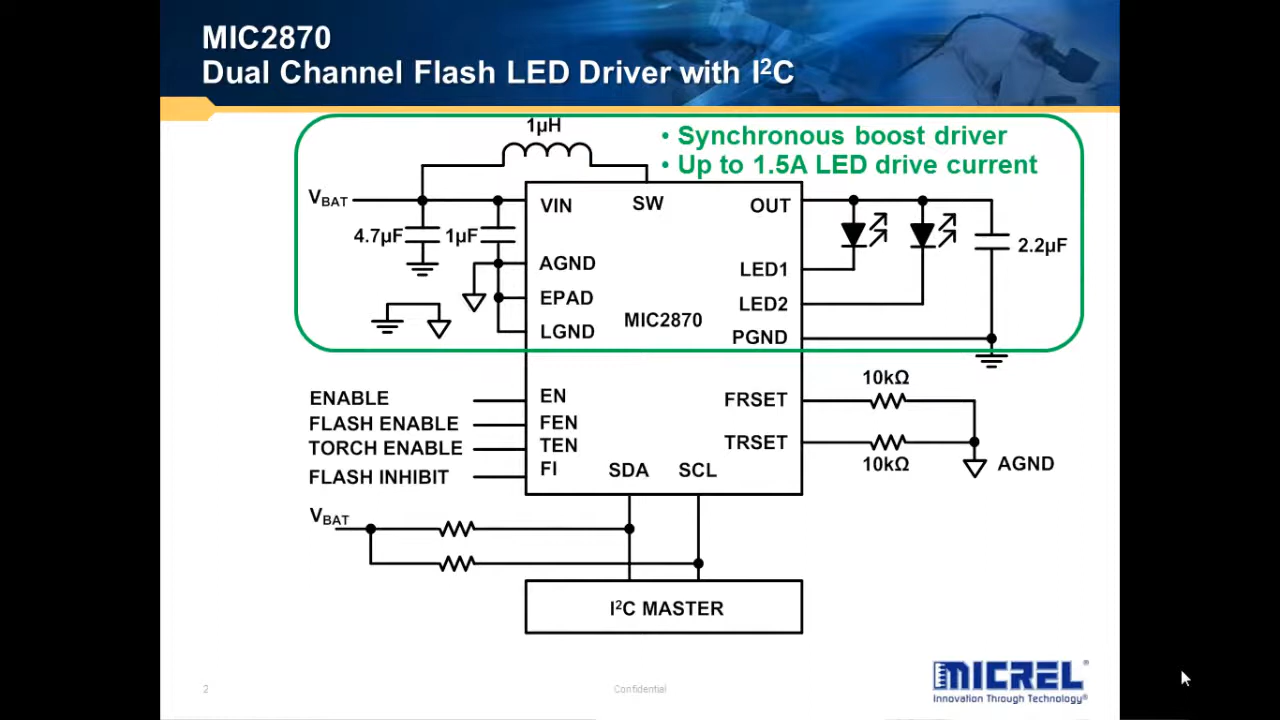 MIC2870
Dual Channel Flash LED Driver with I²C
1µH
• Synchronous boost driver
• Up to 1.5A LED drive current
VBAT
VIN
SW
OUT
4.7µF
1µF
2.2µF
AGND
LED1
EPAD
LED2
MIC2870
LGND
PGND
10kΩ
ENABLE
EN
FRSET
FLASH ENABLE
FEN
TORCH ENABLE
TEN
TRSET
FLASH INHIBIT
FI
SDA
SCL
10kΩ
AGND
VBAT
I²C MASTER
2
Confidential
MICREL®
Innovation Through Technology®